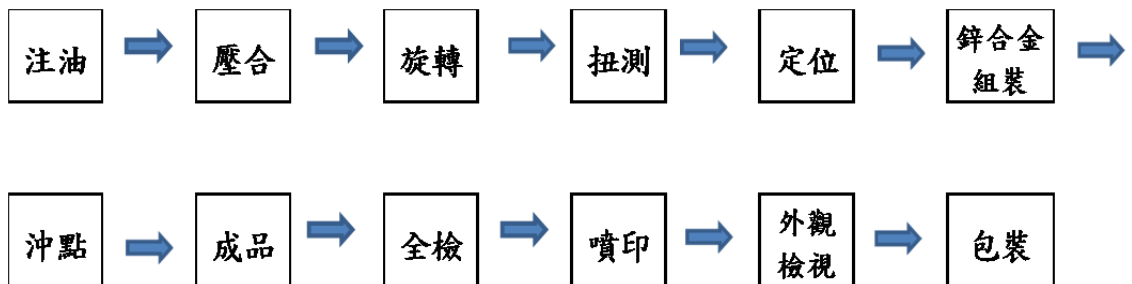 注油
壓合
旋轉
扭測
定位
鋅合金
組裝
沖點
成品
全檢
噴印
外觀
檢視
包裝